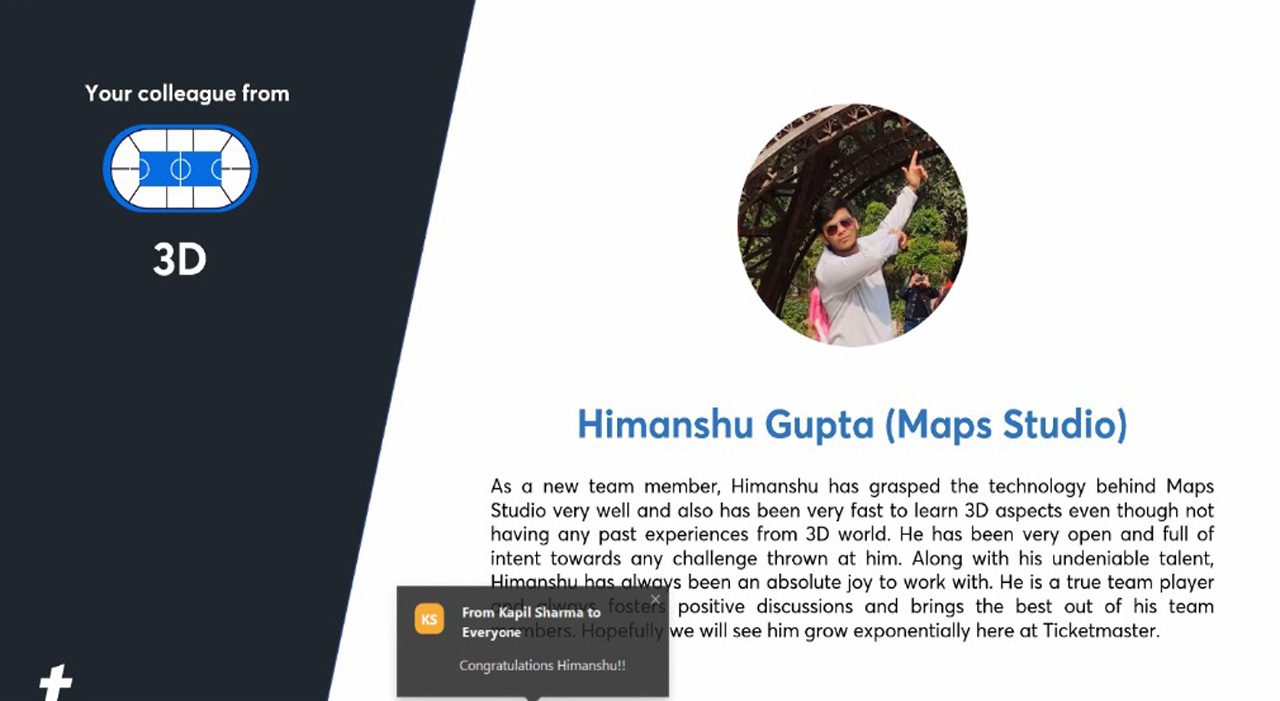 Your colleague from
3D
Himanshu Gupta (Maps Studio)
As a new team member, Himanshu has grasped the technology behind Maps
Studio very well and also has been very fast to learn 3D aspects even though not
having any past experiences from 3D world. He has been very open and full of
intent towards any challenge thrown at him. Along with his undeniable talent,
Himanshu has always been an absolute joy to work with. He is a true team player
and always fosters positive discussions and brings the best out of his team
members. Hopefully we will see him grow exponentially here at Ticketmaster.
KS
From Kapil Sharma to
Everyone
Congratulations Himanshu!!
t